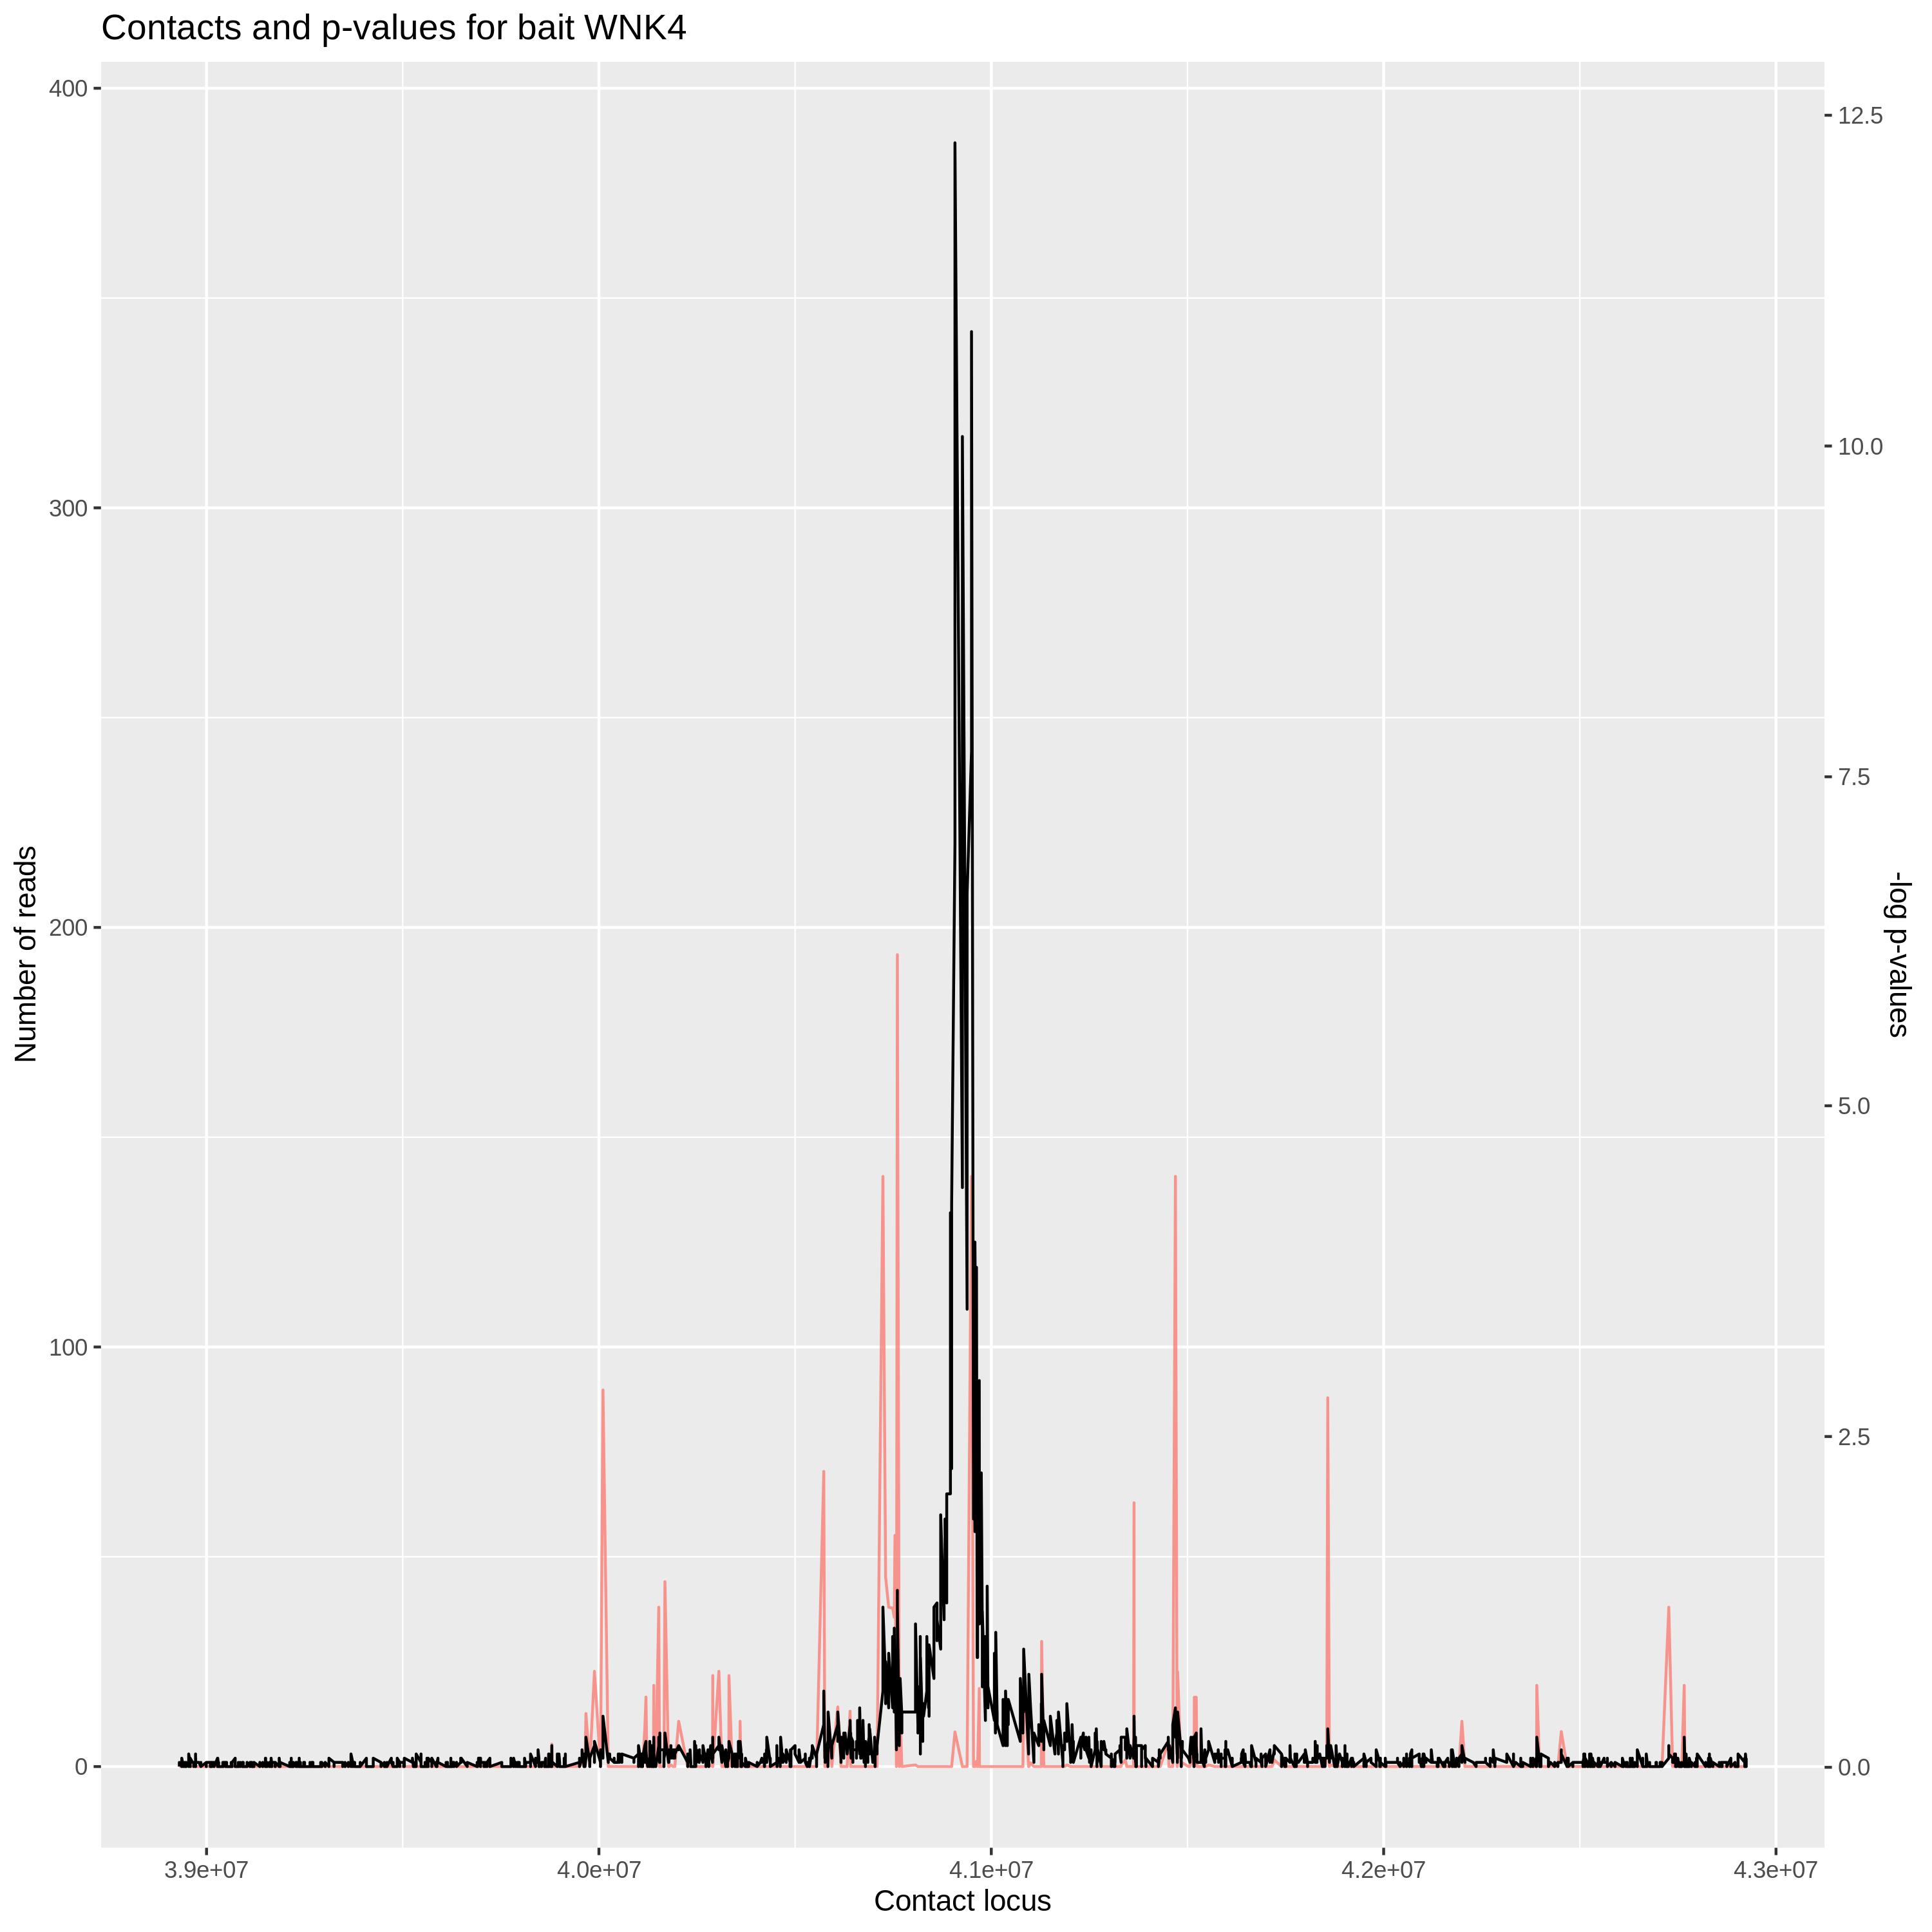 Contacts and p-values for bait WNK4
400
300
200
100
0
Number of reads
12.5
10.0
7.5
5.0
2.5
0.0
-log p-values
3.9e+07
4.0e+07
4.1e+07
4.2e+07
4.3e+07
Contact locus